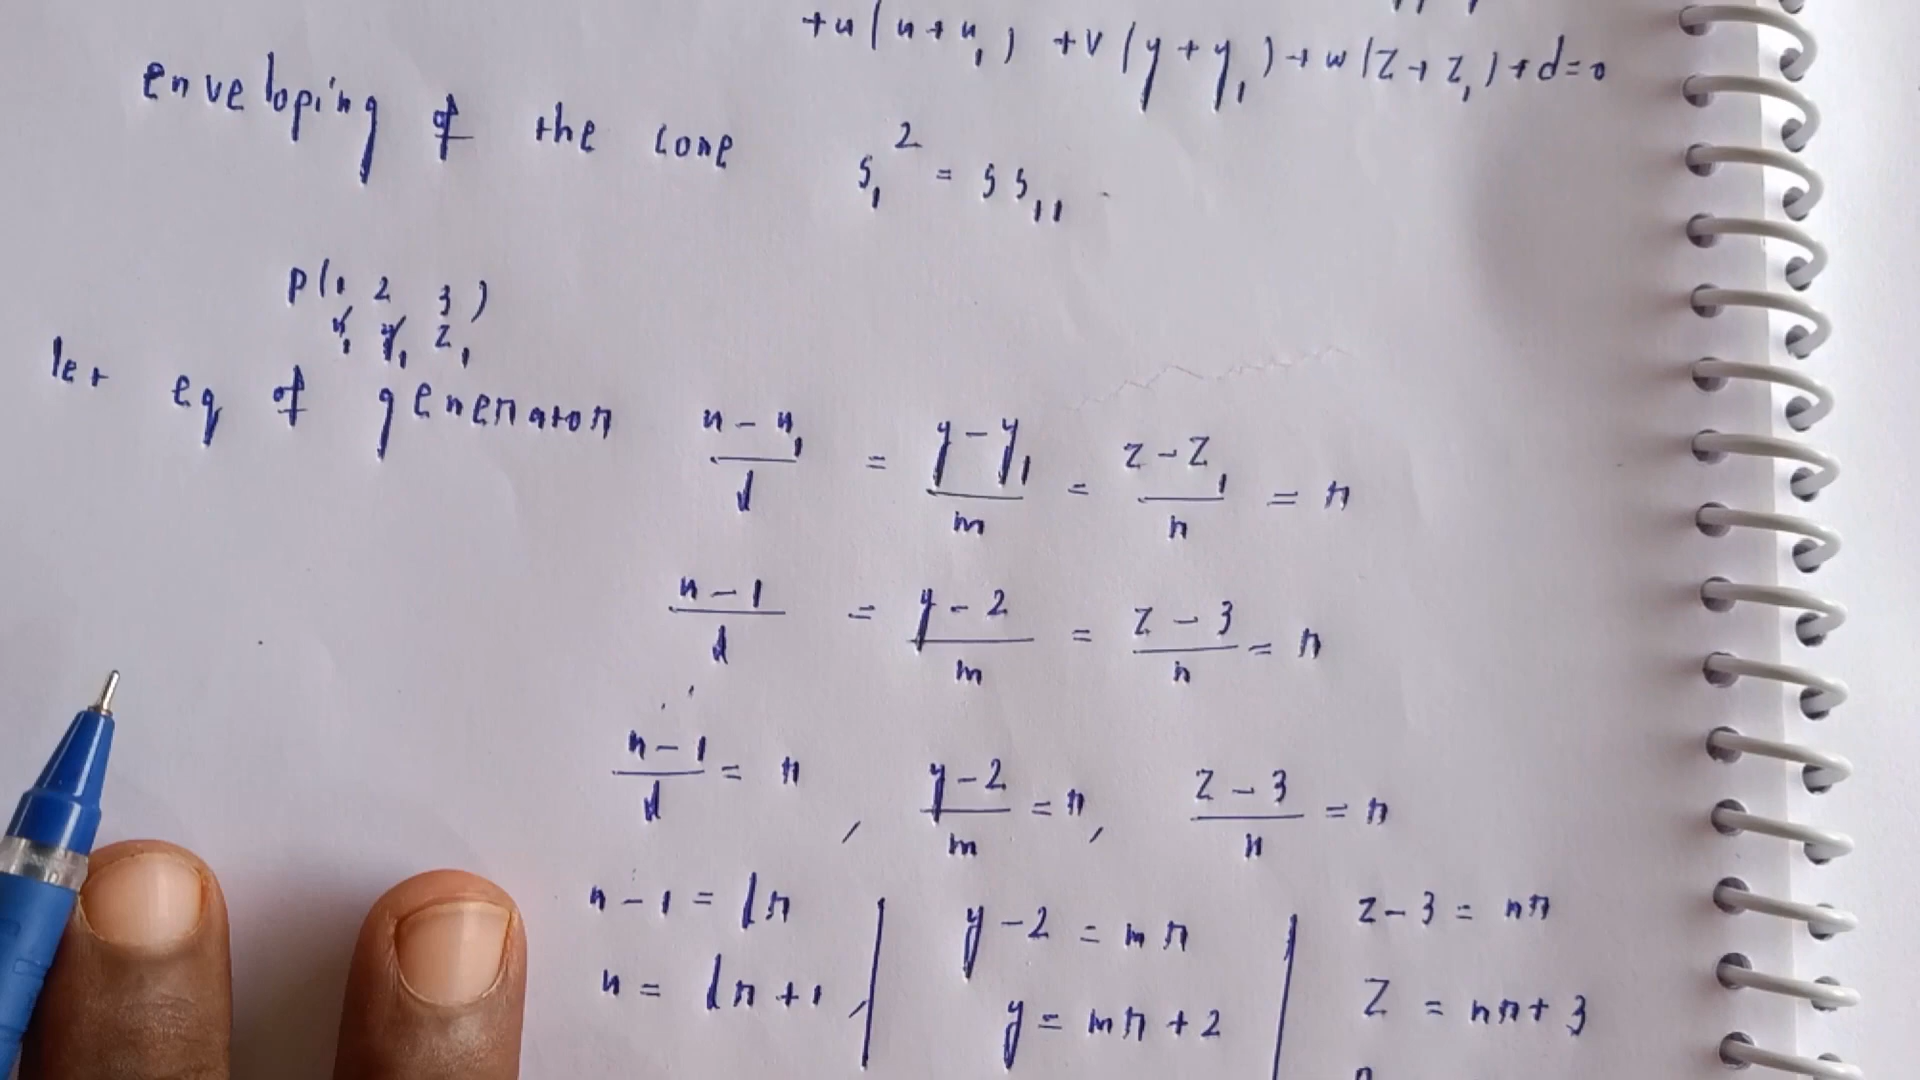 +u(x+x₁) +v(y+y₁)+w(z+z₁)+d=0
enveloping of the cone S₁² = SS₁₁
P(1, 2 3)
x₁ y₁ z₁
let eq of generator (x-x₁)/l = (y-y₁)/m = (z-z₁)/n = r
(x-1)/l = (y-2)/m = (z-3)/n = r
(x-1)/l = r, (y-2)/m = r, (z-3)/n = r
x-1 = lr | y-2 = mr | z-3 = nr
x = lr+1, | y = mr+2 | z = nr+3